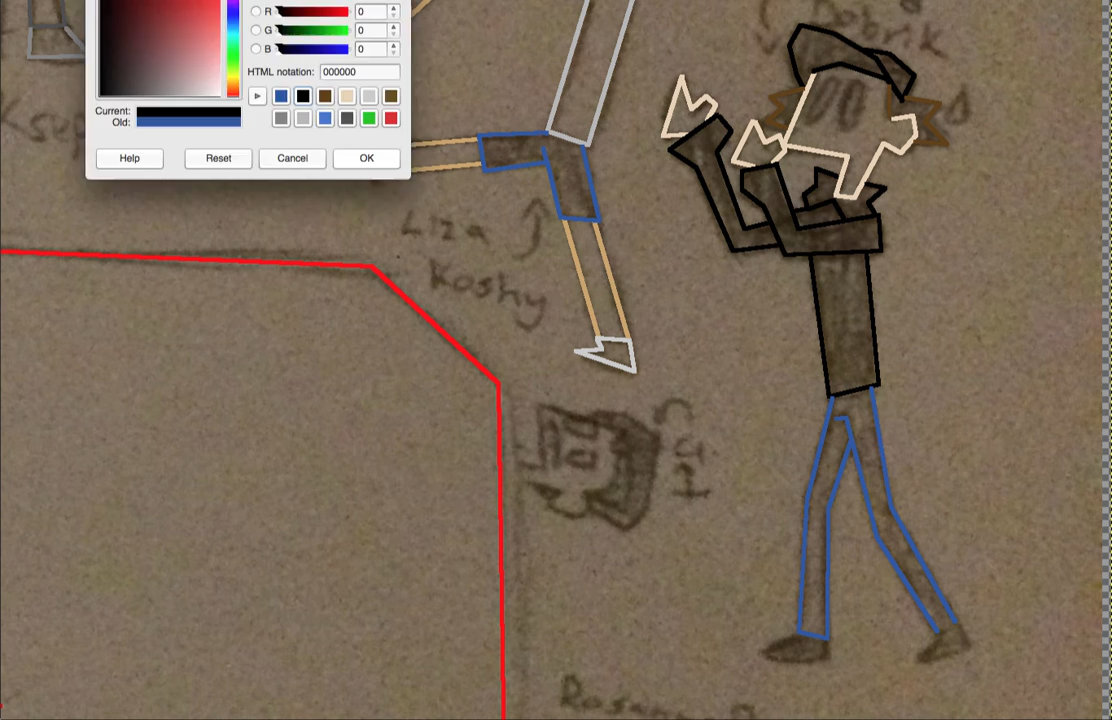 R 0
G 0
B 0
HTML notation: 000000
Current:
Old:
Help Reset Cancel OK
Dobrik
Liza
Koshy